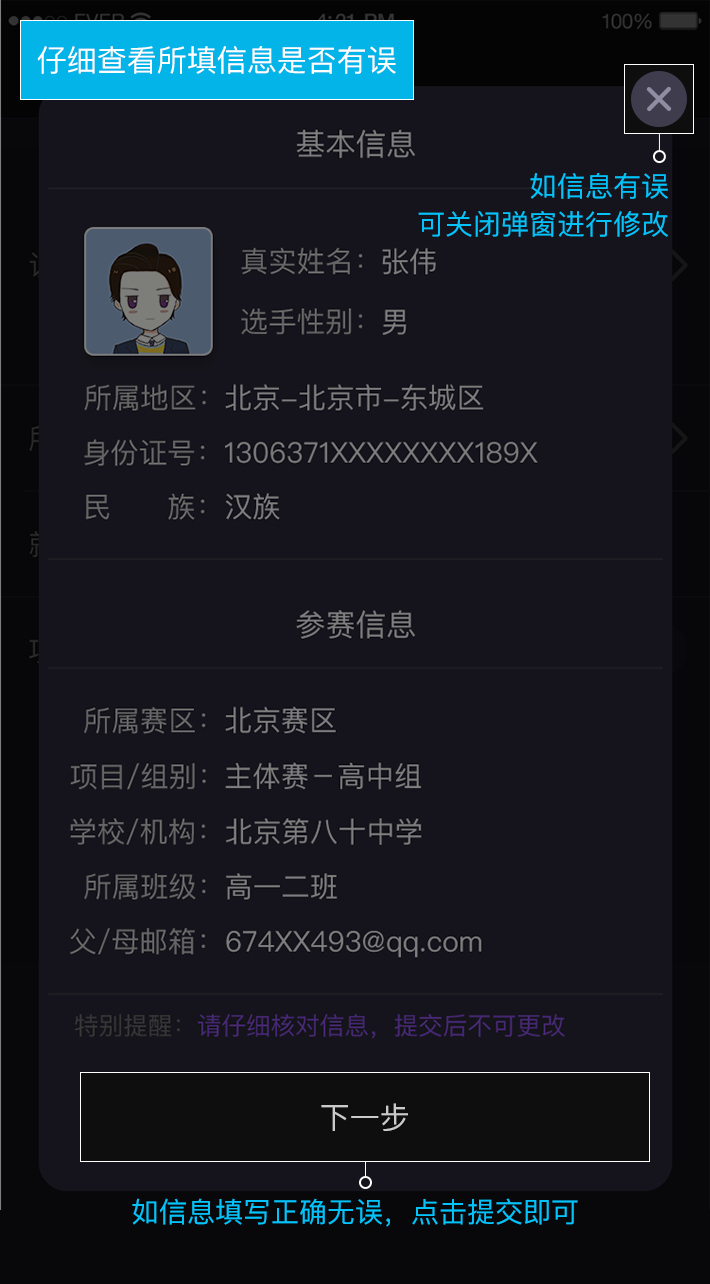 100%
仔细查看所填信息是否有误
基本信息
如信息有误
可关闭弹窗进行修改
真实姓名：张伟
选手性别：男
所属地区：北京-北京市-东城区
身份证号：1306371XXXXXXXX189X
民 族：汉族
参赛信息
所属赛区：北京赛区
项目/组别：主体赛-高中组
学校/机构：北京第八十中学
所属班级：高一二班
父/母邮箱：674XX493@qq.com
特别提醒：请仔细核对信息，提交后不可更改
下一步
如信息填写正确无误，点击提交即可